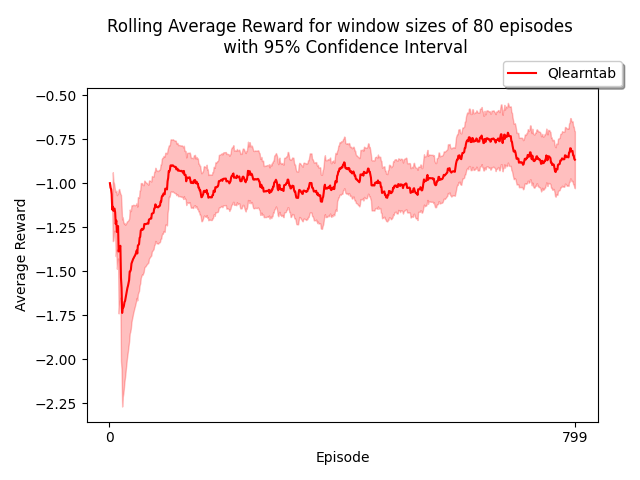 Rolling Average Reward for window sizes of 80 episodes
with 95% Confidence Interval
Qlearntab
−0.50
−0.75
−1.00
−1.25
−1.50
−1.75
−2.00
−2.25
Average Reward
0
799
Episode